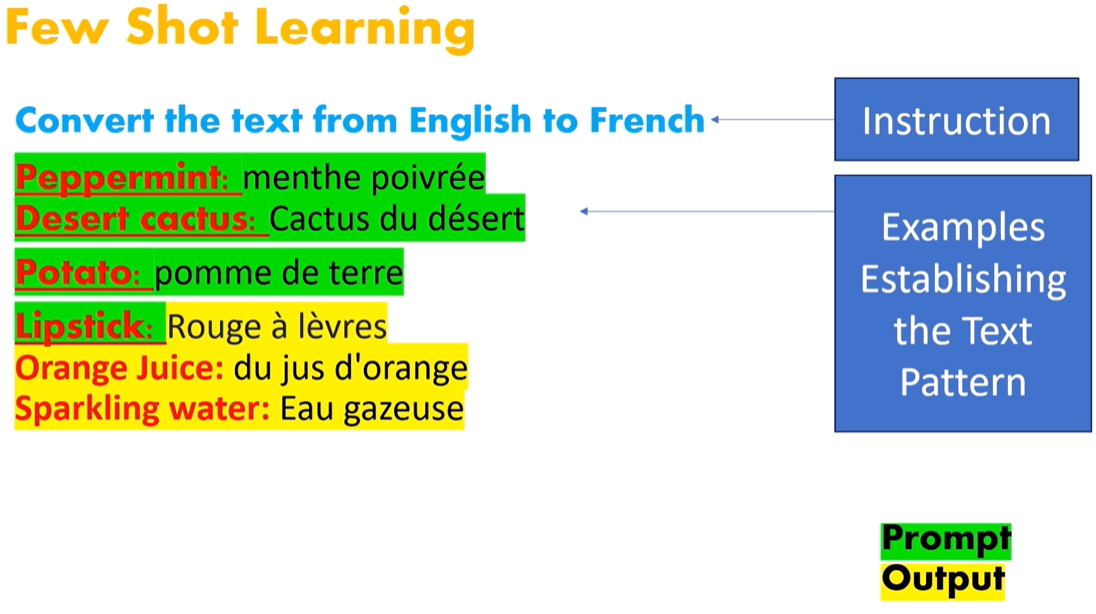 Few Shot Learning
Convert the text from English to French
Instruction
Peppermint: menthe poivrée
Desert cactus: Cactus du désert
Potato: pomme de terre
Lipstick: Rouge à lèvres
Orange Juice: du jus d'orange
Sparkling water: Eau gazeuse
Examples
Establishing
the Text
Pattern
Prompt
Output